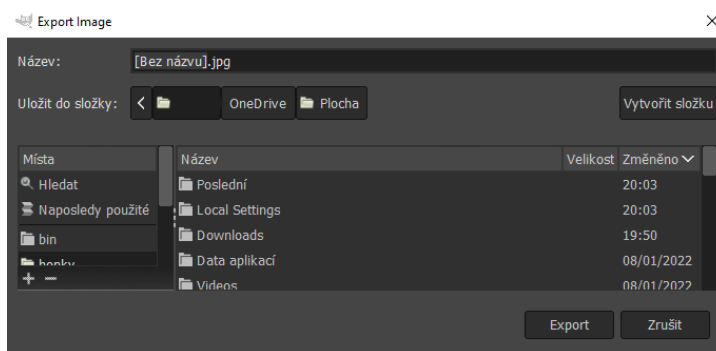 Export Image
Název: [Bez názvu].jpg
Uložit do složky: OneDrive Plocha Vytvořit složku
Místa Název Velikost Změněno
Hledat Poslední 20:03
Naposledy použité Local Settings 20:03
bin Downloads 19:50
Data aplikací 08/01/2022
Videos 08/01/2022
Export Zrušit